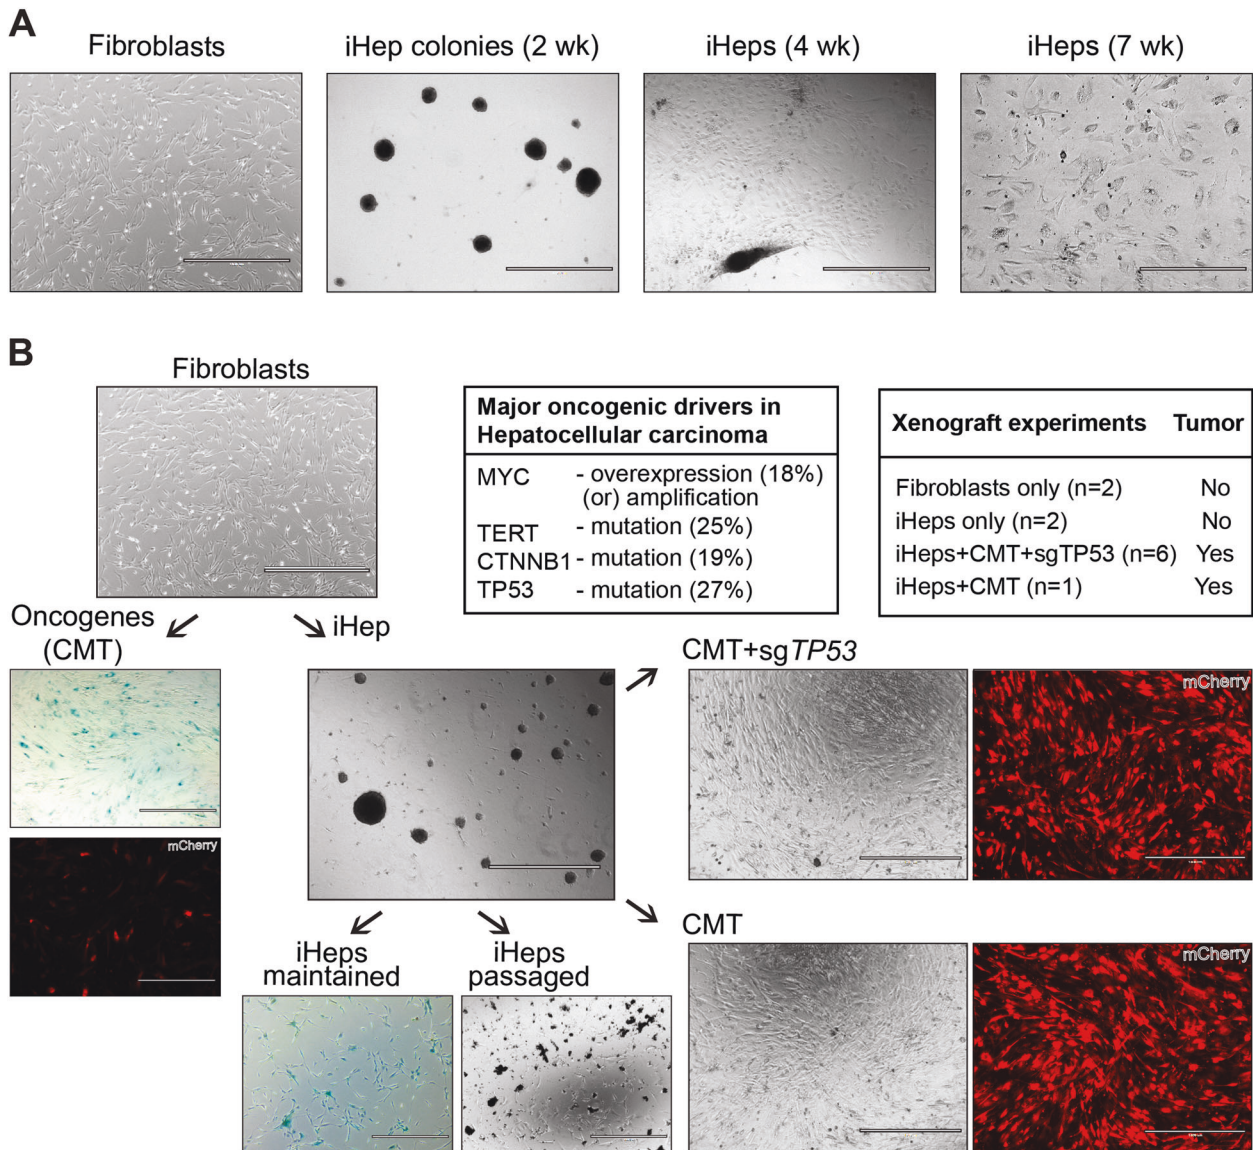 A
Fibroblasts
iHep colonies (2 wk)
iHeps (4 wk)
iHeps (7 wk)
B
Fibroblasts
Major oncogenic drivers in
Hepatocellular carcinoma
MYC - overexpression (18%)
(or) amplification
TERT - mutation (25%)
CTNNB1 - mutation (19%)
TP53 - mutation (27%)
Xenograft experiments Tumor
Fibroblasts only (n=2) No
iHeps only (n=2) No
iHeps+CMT+sgTP53 (n=6) Yes
iHeps+CMT (n=1) Yes
Oncogenes
(CMT)
iHep
mCherry
CMT+sgTP53
mCherry
CMT
mCherry
iHeps
maintained
iHeps
passaged